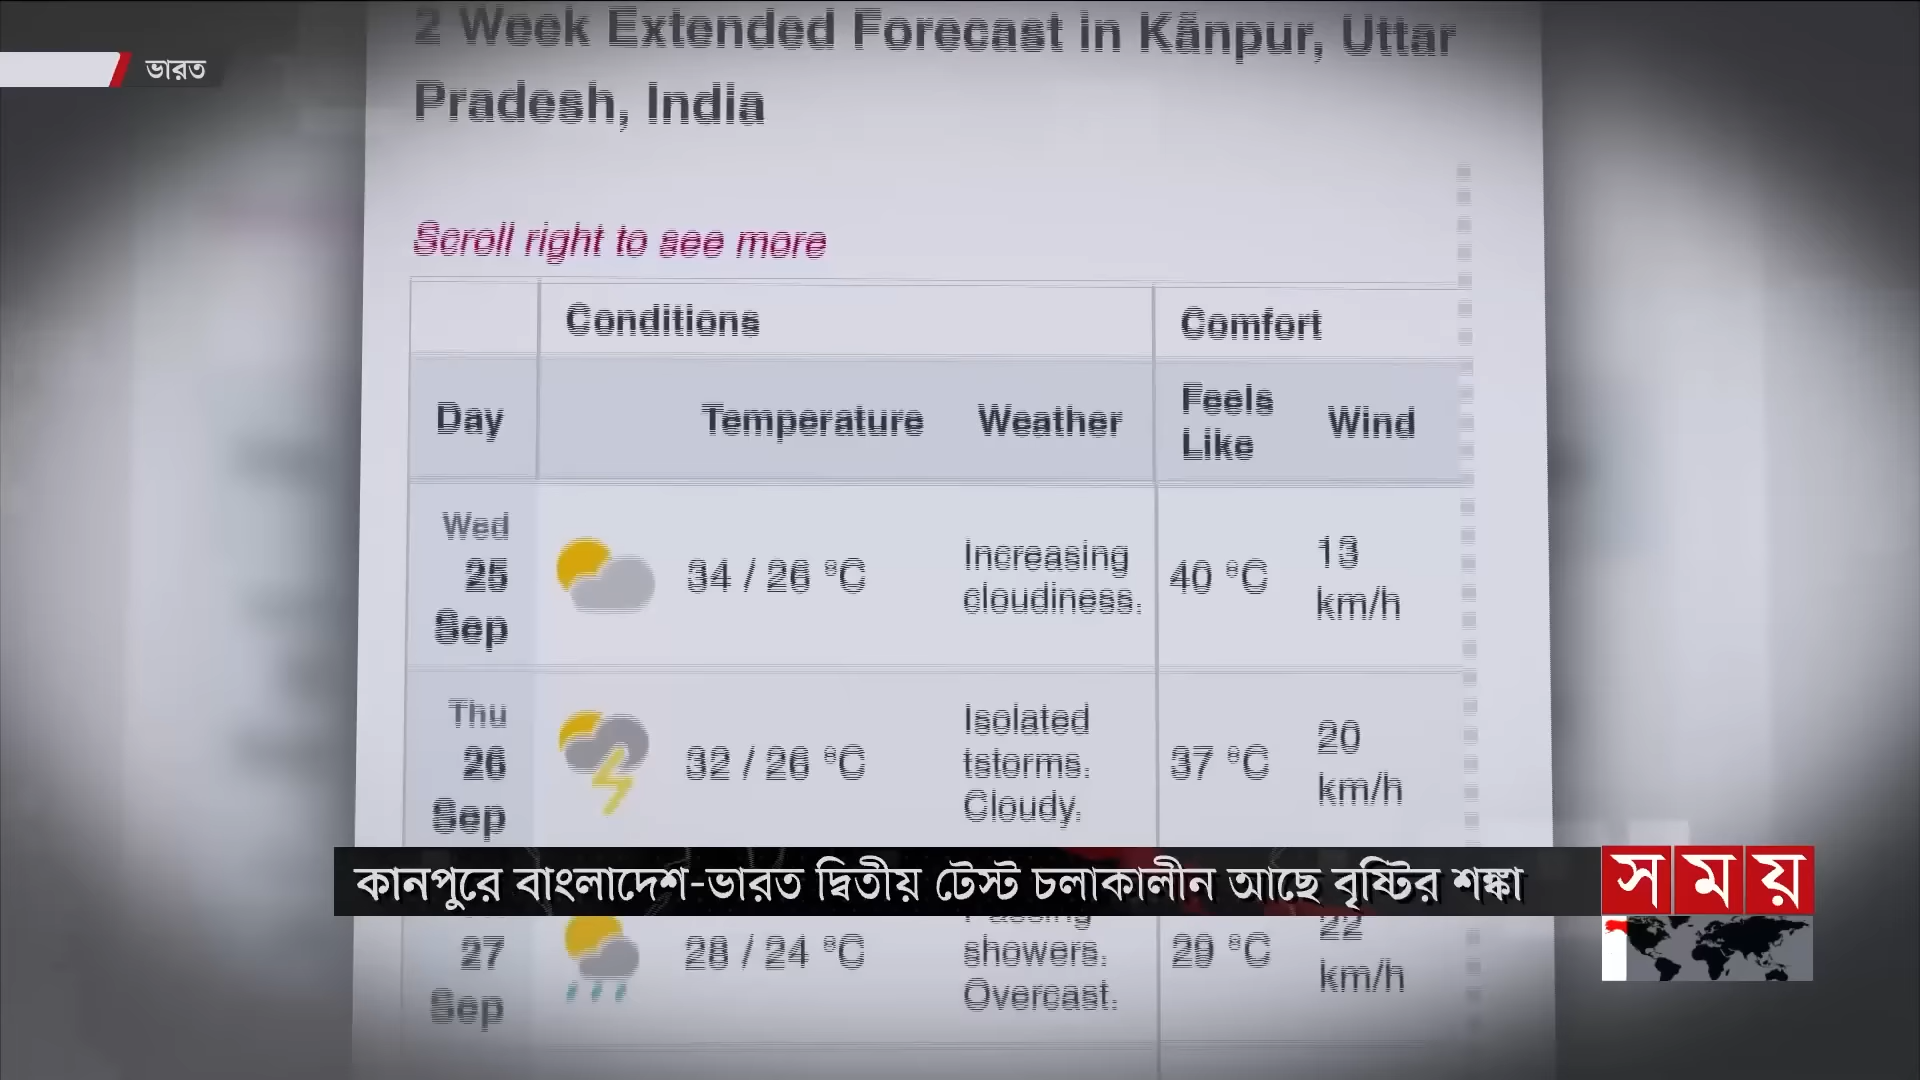 2 Week Extended Forecast in Kānpur, Uttar
Pradesh, India
ভারত
Scroll right to see more
Conditions
Comfort
Day
Temperature
Weather
Feels
Like
Wind
Wed
25
Sep
34 / 26 °C
Increasing
cloudiness.
40 °C
13
km/h
Thu
26
Sep
32 / 26 °C
Isolated
tstorms.
Cloudy.
37 °C
20
km/h
কানপুরে বাংলাদেশ-ভারত দ্বিতীয় টেস্ট চলাকালীন আছে বৃষ্টির শঙ্কা
সময়
27
Sep
28 / 24 °C
Passing
showers.
Overcast.
29 °C
22
km/h